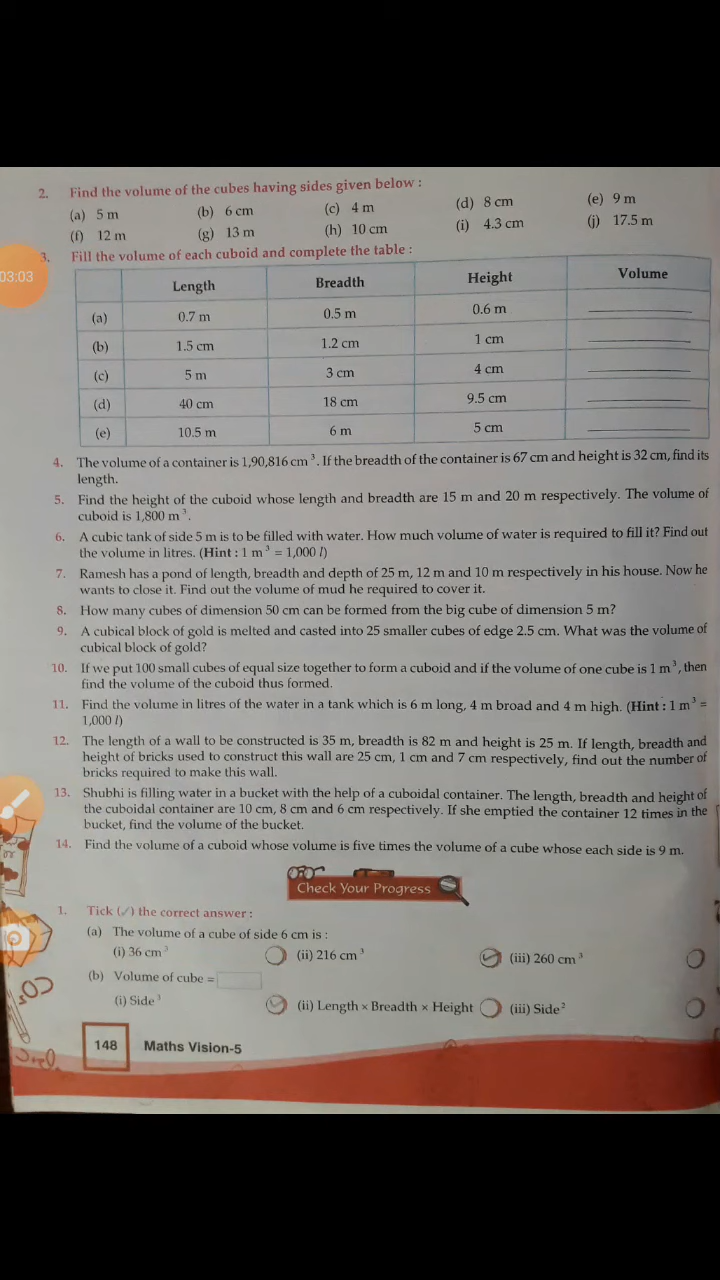 2. Find the volume of the cubes having sides given below :
(a) 5 m (b) 6 cm (c) 4 m (d) 8 cm (e) 9 m
(f) 12 m (g) 13 m (h) 10 cm (i) 4.3 cm (j) 17.5 m
3. Fill the volume of each cuboid and complete the table :
03:03
Length Breadth Height Volume
(a) 0.7 m 0.5 m 0.6 m
(b) 1.5 cm 1.2 cm 1 cm
(c) 5 m 3 cm 4 cm
(d) 40 cm 18 cm 9.5 cm
(e) 10.5 m 6 m 5 cm
4. The volume of a container is 1,90,816 cm³. If the breadth of the container is 67 cm and height is 32 cm, find its
length.
5. Find the height of the cuboid whose length and breadth are 15 m and 20 m respectively. The volume of
cuboid is 1,800 m³.
6. A cubic tank of side 5 m is to be filled with water. How much volume of water is required to fill it? Find out
the volume in litres. (Hint : 1 m³ = 1,000 l)
7. Ramesh has a pond of length, breadth and depth of 25 m, 12 m and 10 m respectively in his house. Now he
wants to close it. Find out the volume of mud he required to cover it.
8. How many cubes of dimension 50 cm can be formed from the big cube of dimension 5 m?
9. A cubical block of gold is melted and casted into 25 smaller cubes of edge 2.5 cm. What was the volume of
cubical block of gold?
10. If we put 100 small cubes of equal size together to form a cuboid and if the volume of one cube is 1 m³, then
find the volume of the cuboid thus formed.
11. Find the volume in litres of the water in a tank which is 6 m long, 4 m broad and 4 m high. (Hint : 1 m³ =
1,000 l)
12. The length of a wall to be constructed is 35 m, breadth is 82 m and height is 25 m. If length, breadth and
height of bricks used to construct this wall are 25 cm, 1 cm and 7 cm respectively, find out the number of
bricks required to make this wall.
13. Shubhi is filling water in a bucket with the help of a cuboidal container. The length, breadth and height of
the cuboidal container are 10 cm, 8 cm and 6 cm respectively. If she emptied the container 12 times in the
bucket, find the volume of the bucket.
14. Find the volume of a cuboid whose volume is five times the volume of a cube whose each side is 9 m.
Check Your Progress
1. Tick (✓) the correct answer :
(a) The volume of a cube of side 6 cm is :
(i) 36 cm³ (ii) 216 cm³ (iii) 260 cm³
(b) Volume of cube =
(i) Side³ (ii) Length × Breadth × Height (iii) Side²
148 Maths Vision-5